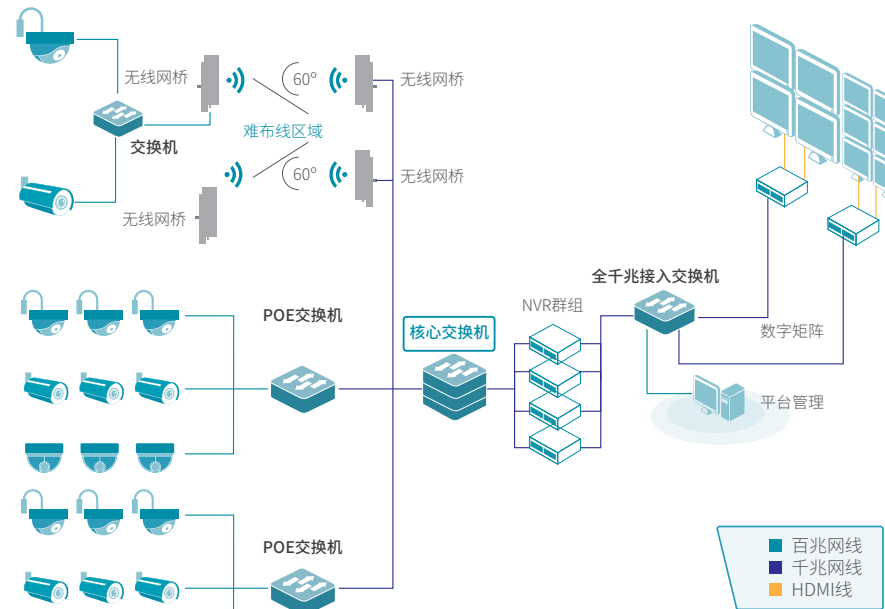 无线网桥
60°
无线网桥
交换机
难布线区域
60°
无线网桥
无线网桥
全千兆接入交换机
NVR群组
POE交换机
核心交换机
数字矩阵
平台管理
POE交换机
百兆网线
千兆网线
HDMI线